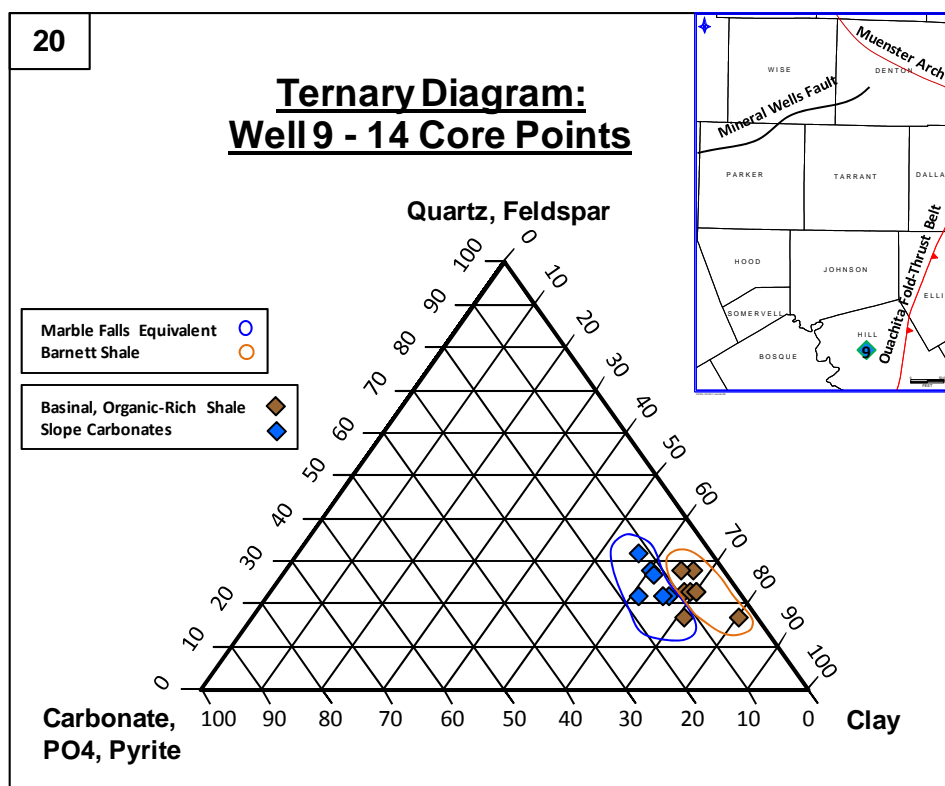 20
Ternary Diagram:
Well 9 - 14 Core Points
Quartz, Feldspar
Marble Falls Equivalent
Barnett Shale
Basinal, Organic-Rich Shale
Slope Carbonates
100
90
80
70
60
50
40
30
20
10
0
0
10
20
30
40
50
60
70
80
90
100
100 90 80 70 60 50 40 30 20 10 0
Carbonate,
PO4, Pyrite
Clay
Muenster Arch
WISE
DENTON
Mineral Wells Fault
PARKER
TARRANT
DALLA
Ouachita Fold-Thrust Belt
HOOD
JOHNSON
ELLI
SOMERVELL
HILL
BOSQUE
9
FEET